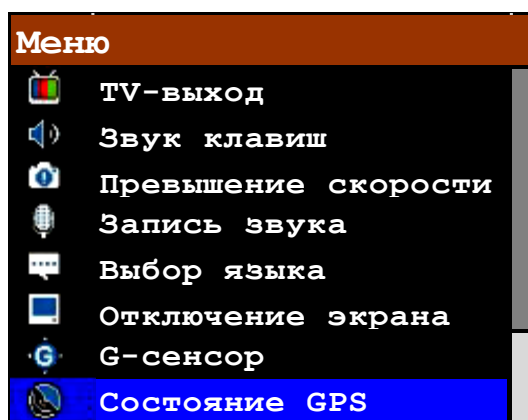 Меню
TV-выход
Звук клавиш
Превышение скорости
Запись звука
Выбор языка
Отключение экрана
G-сенсор
Состояние GPS